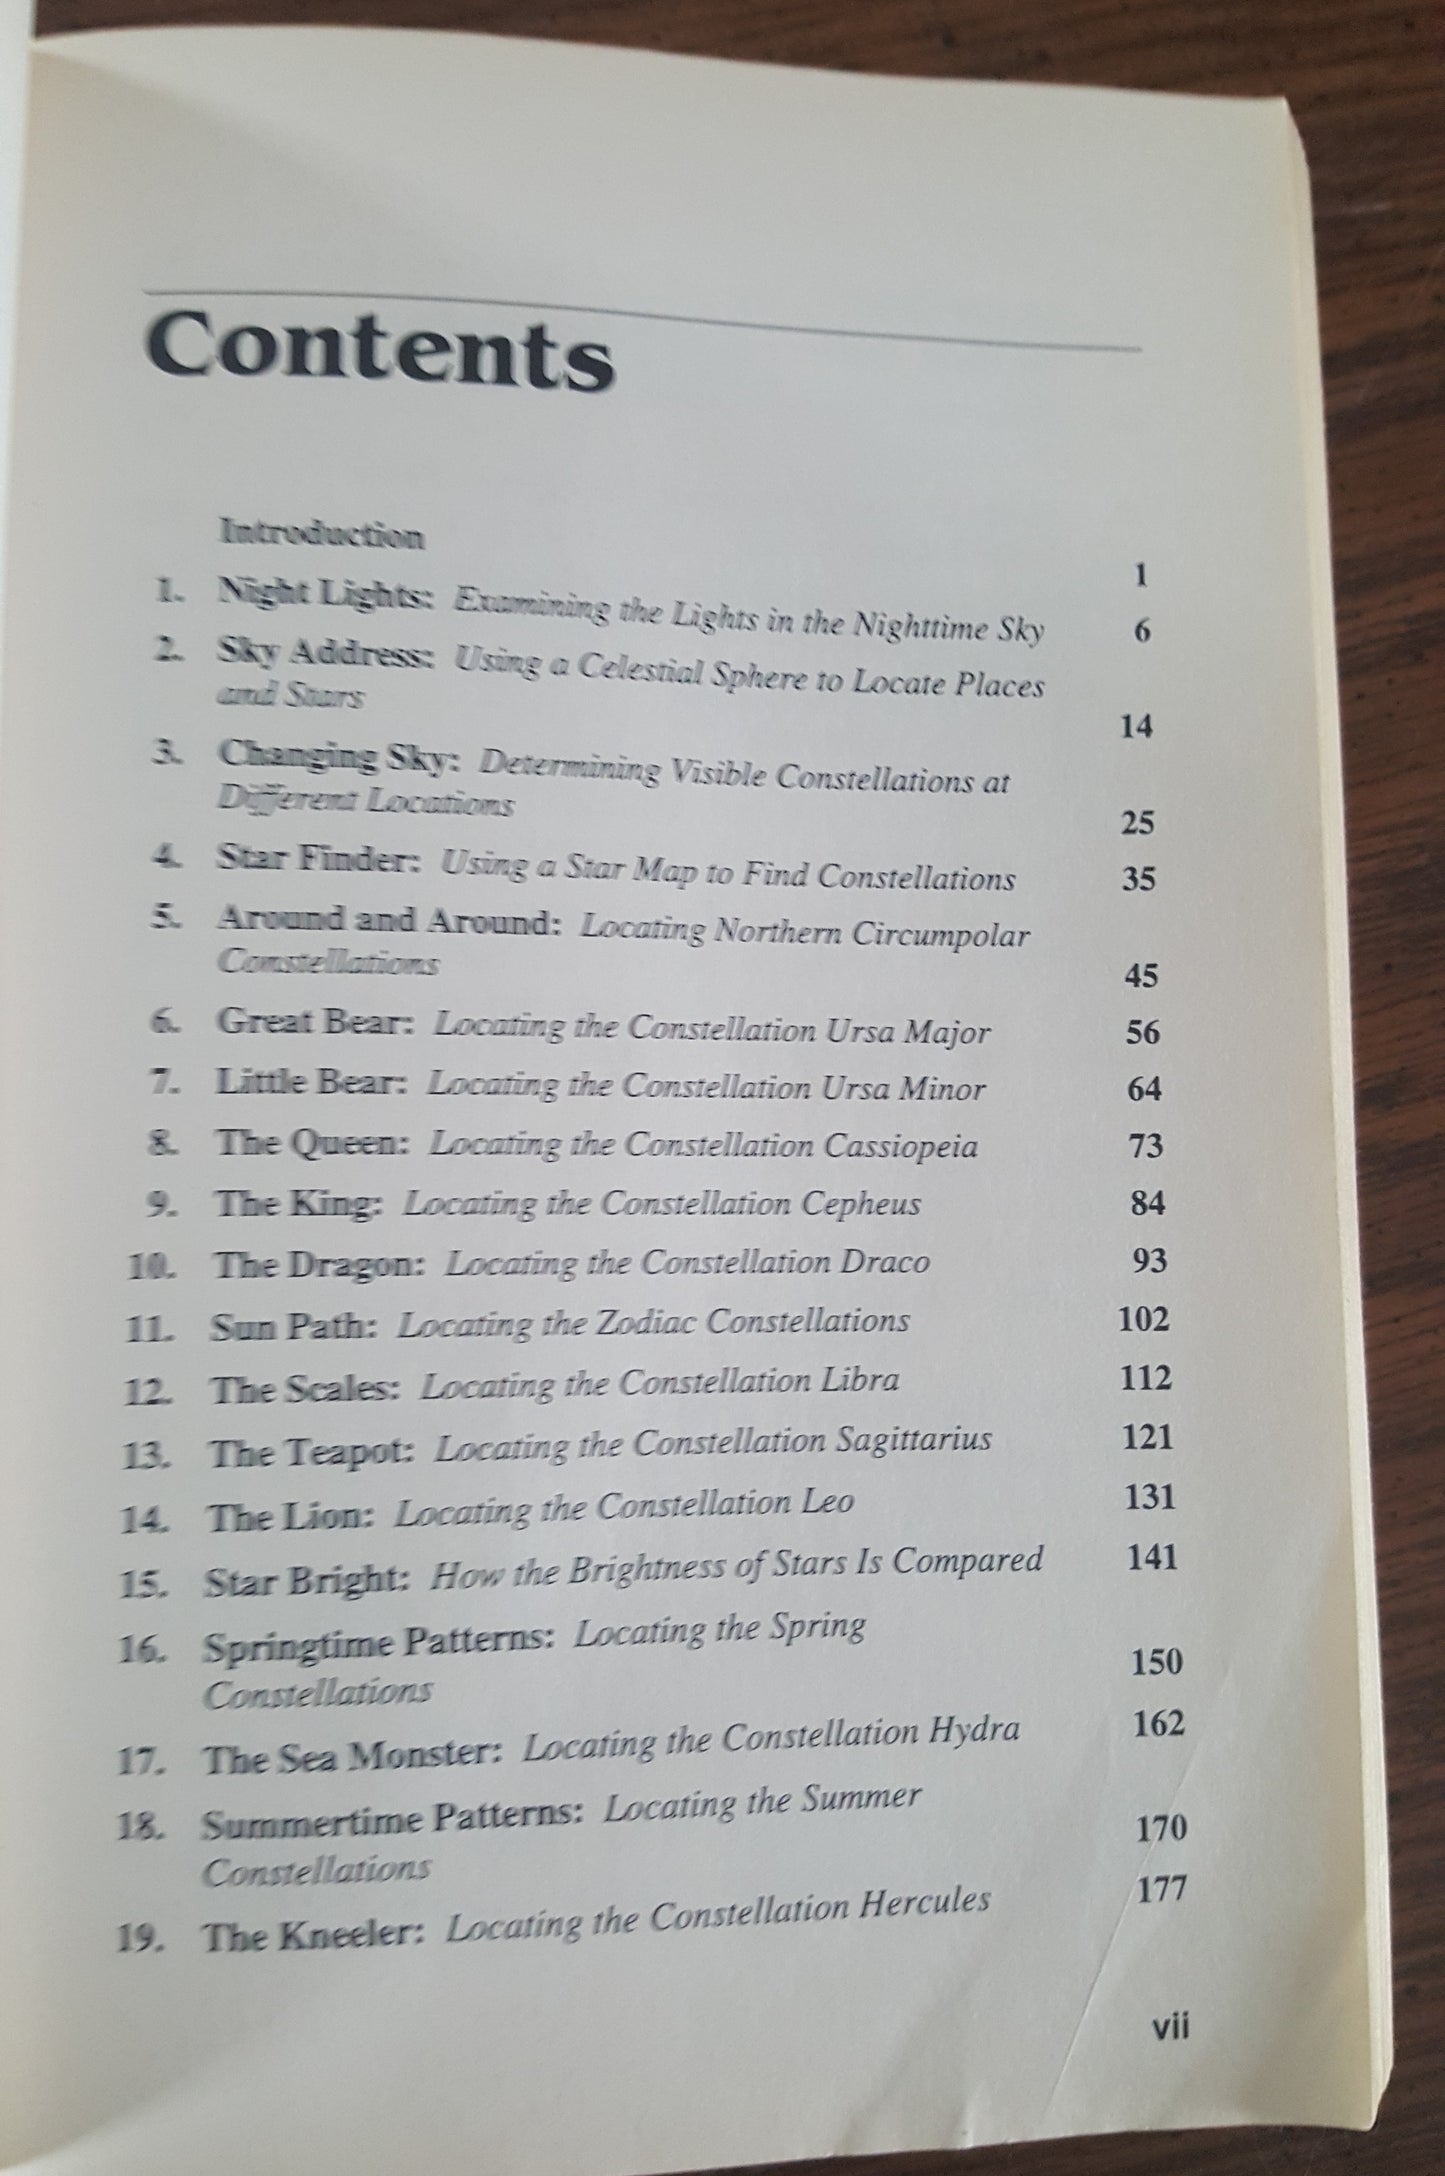 Contents
Introduction 1
1. Night Lights: Examining the Lights in the Nighttime Sky 6
2. Sky Address: Using a Celestial Sphere to Locate Places
and Stars 14
3. Changing Sky: Determining Visible Constellations at
Different Locations 25
4. Star Finder: Using a Star Map to Find Constellations 35
5. Around and Around: Locating Northern Circumpolar
Constellations 45
6. Great Bear: Locating the Constellation Ursa Major 56
7. Little Bear: Locating the Constellation Ursa Minor 64
8. The Queen: Locating the Constellation Cassiopeia 73
9. The King: Locating the Constellation Cepheus 84
10. The Dragon: Locating the Constellation Draco 93
11. Sun Path: Locating the Zodiac Constellations 102
12. The Scales: Locating the Constellation Libra 112
13. The Teapot: Locating the Constellation Sagittarius 121
14. The Lion: Locating the Constellation Leo 131
15. Star Bright: How the Brightness of Stars Is Compared 141
16. Springtime Patterns: Locating the Spring
Constellations 150
17. The Sea Monster: Locating the Constellation Hydra 162
18. Summertime Patterns: Locating the Summer
Constellations 170
19. The Kneeler: Locating the Constellation Hercules 177
vii